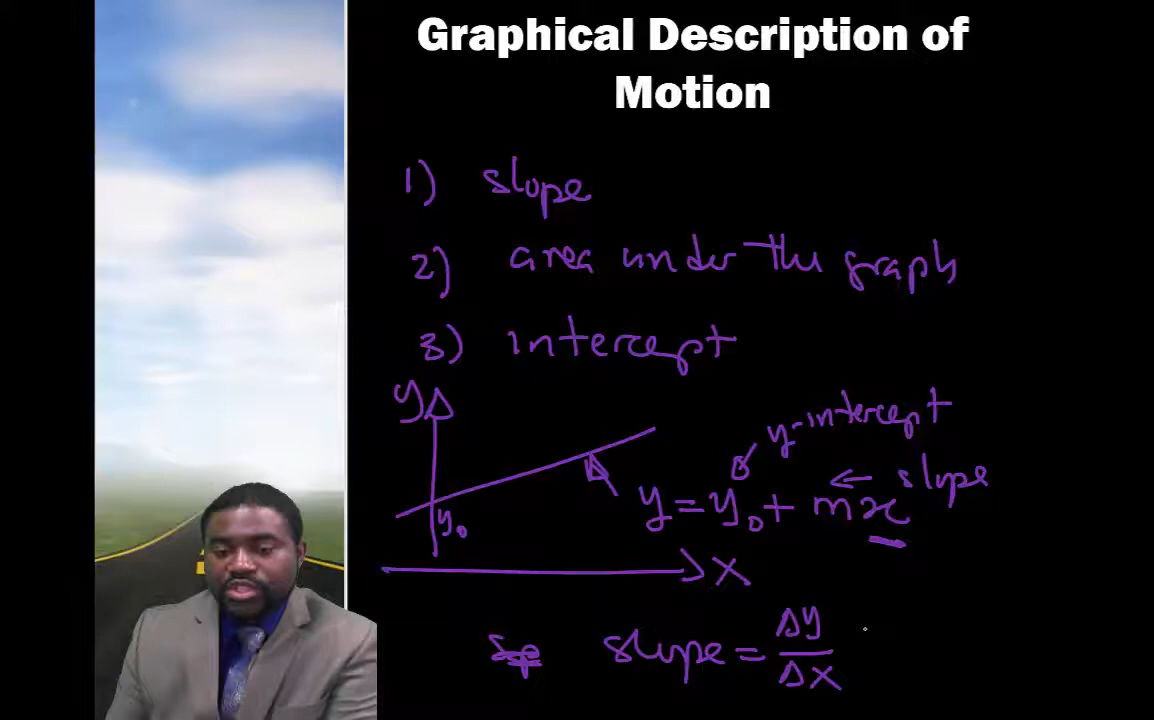 Graphical Description of
Motion
1) slope
2) area under the graph
3) intercept
y
y-intercept
slope
y = y₀ + mx
y₀
x
slope = Δy/Δx